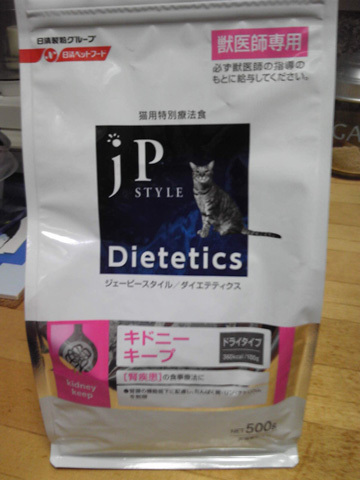 日清製粉グループ
日清ペットフード
獣医師専用
必ず獣医師の指導の
もとに給与してください。
猫用特別療法食
jP
STYLE
Dietetics
ジェーピースタイル／ダイエテティクス
キドニー
キープ
ドライタイプ
kidney
keep
[腎疾患]の食事療法に
NET 500g